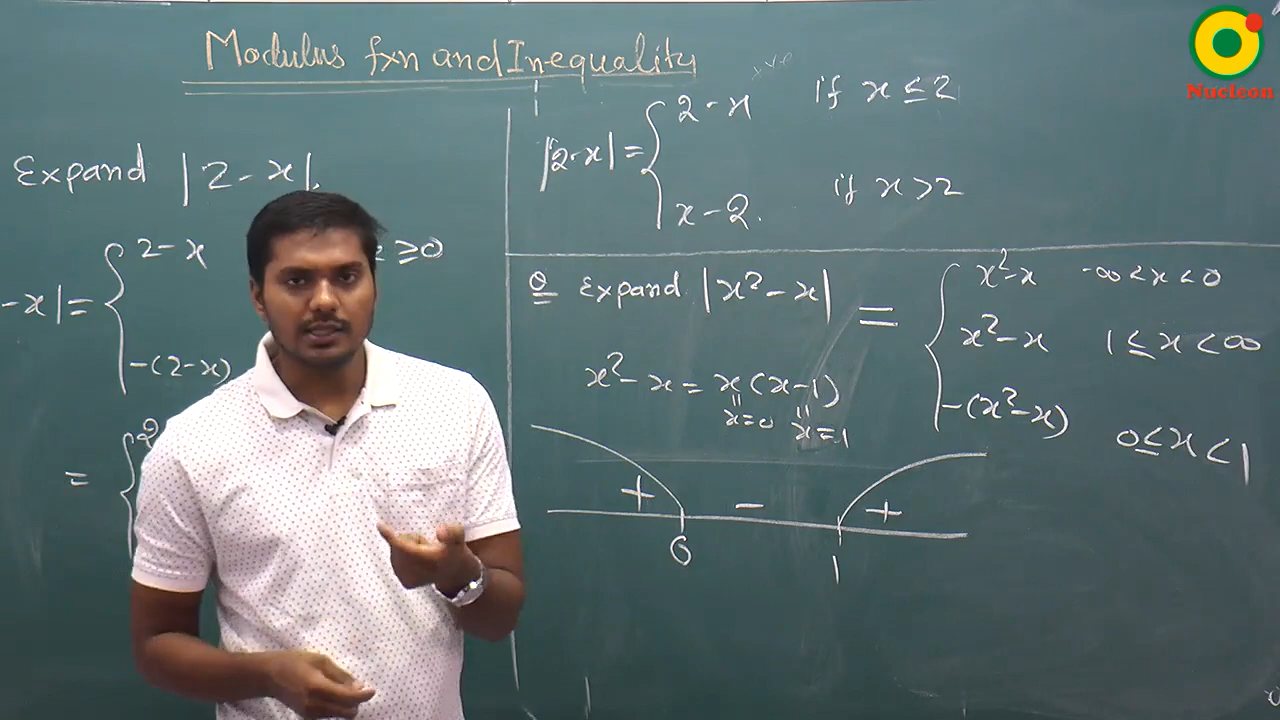 Modulus fxn and Inequality
Nucleon
Expand |2-x|.
-x|= { 2-x ≥0
-(2-x)
= { 2
|2-x|= { 2-x if x≤2
x-2. if x>2
Q Expand |x²-x| = { x²-x -∞<x<0
x²-x 1≤x<∞
-(x²-x) 0≤x<1
x²-x = x(x-1)
x=0 x=1
+ - +
0 1